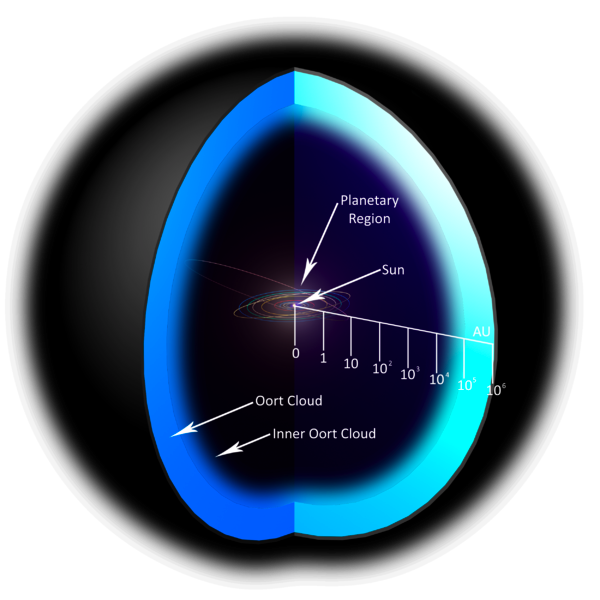 Planetary
Region
Sun
AU
0
1
10
10²
10³
10⁴
10⁵
10⁶
Oort Cloud
Inner Oort Cloud